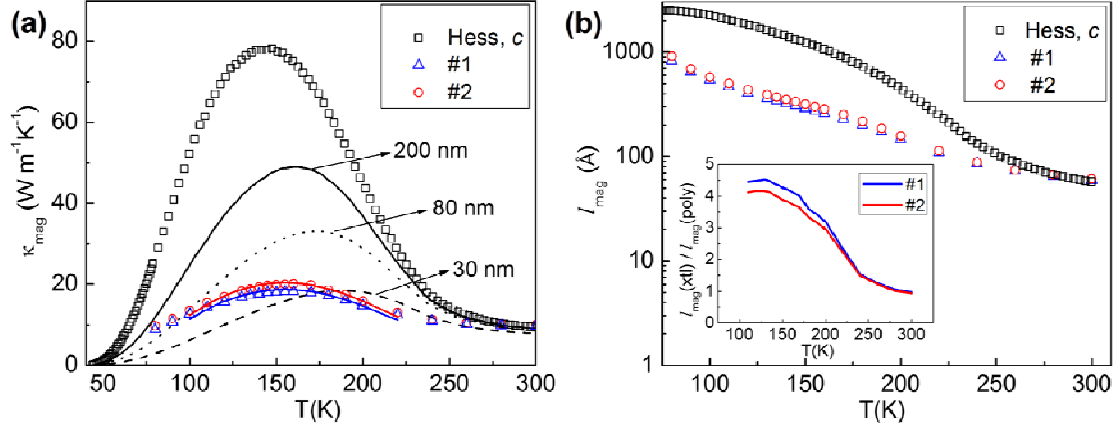 (a)
Hess, c
#1
#2
200 nm
80 nm
30 nm
κmag (W m⁻¹K⁻¹)
80
60
40
20
0
50
100
150
200
250
300
T(K)
(b)
Hess, c
#1
#2
lmag (Å)
1000
100
10
1
#1
#2
lmag(xtl) / lmag(poly)
5
4
3
2
1
0
100
150
200
250
300
T(K)
100
150
200
250
300
T(K)